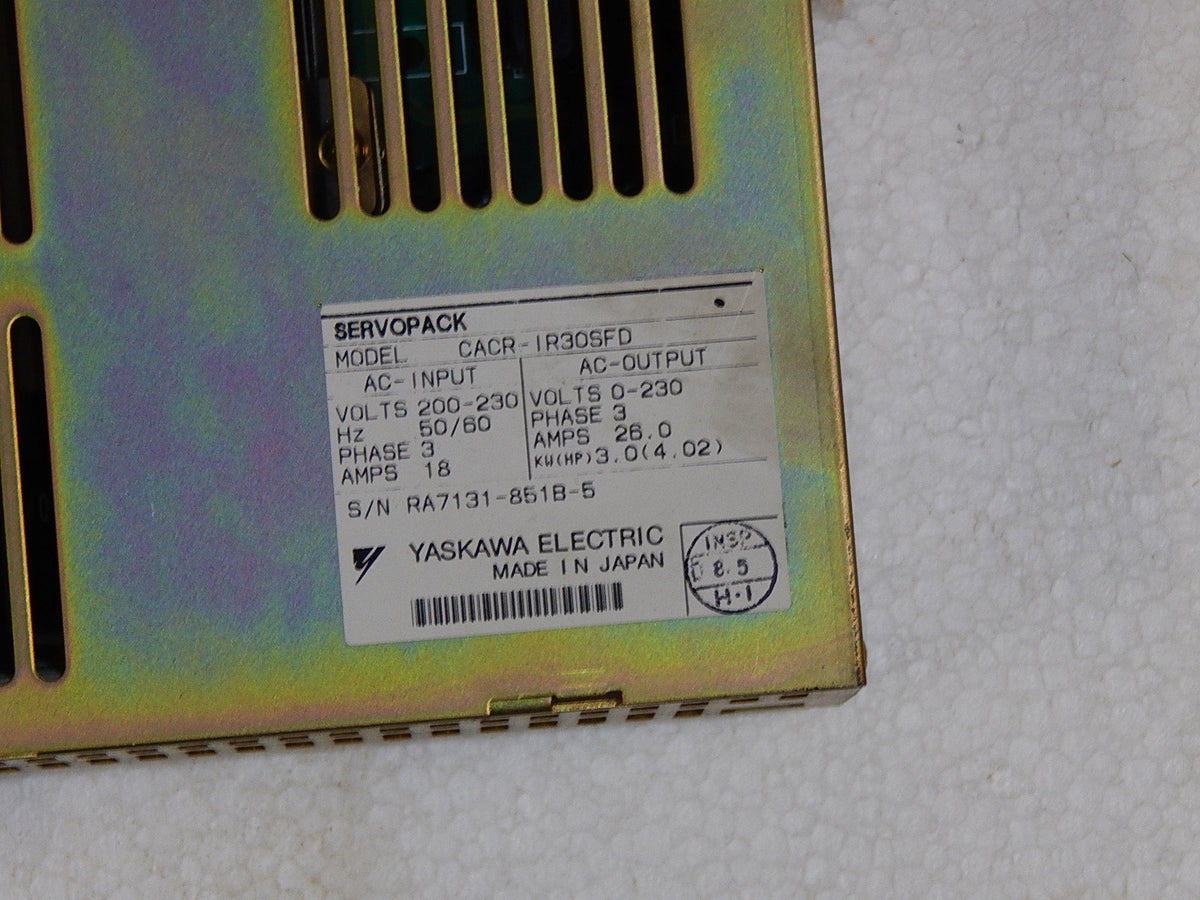 SERVOPACK
MODEL CACR-IR30SFD
AC-INPUT
VOLTS 200-230
Hz 50/60
PHASE 3
AMPS 18
AC-OUTPUT
VOLTS 0-230
PHASE 3
AMPS 26.0
KW(HP) 3.0(4.02)
S/N RA7131-851B-5
YASKAWA ELECTRIC
MADE IN JAPAN
INSP
8.5
H.I